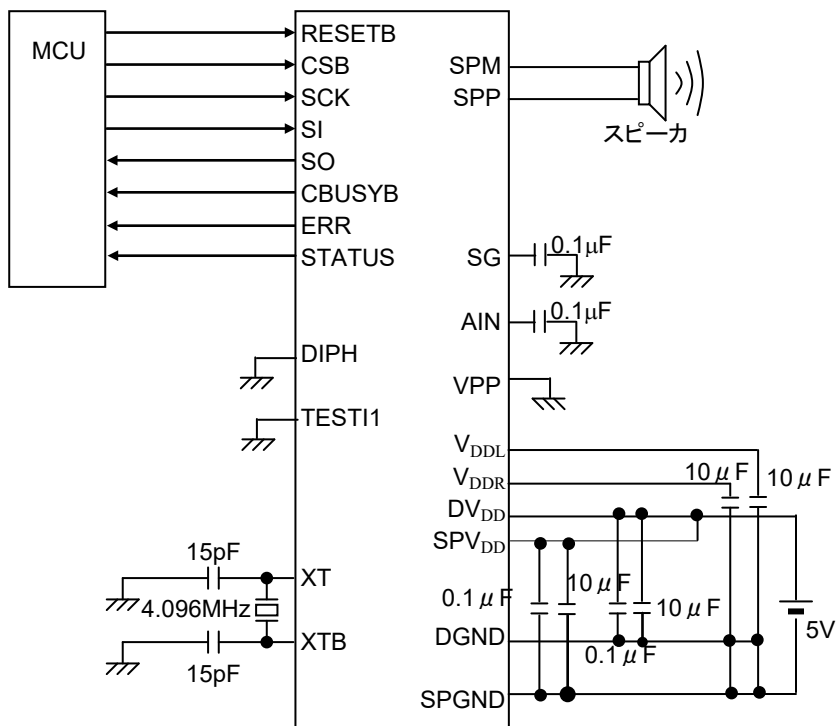 MCU
RESETB
CSB
SCK
SI
SO
CBUSYB
ERR
STATUS
DIPH
TESTI1
15pF
XT
4.096MHz
XTB
15pF
SPM
SPP
スピーカ
SG
0.1μF
AIN
0.1μF
VPP
VDDL
VDDR
10μF
10μF
DVDD
SPVDD
0.1μF
10μF
10μF
DGND
0.1μF
5V
SPGND